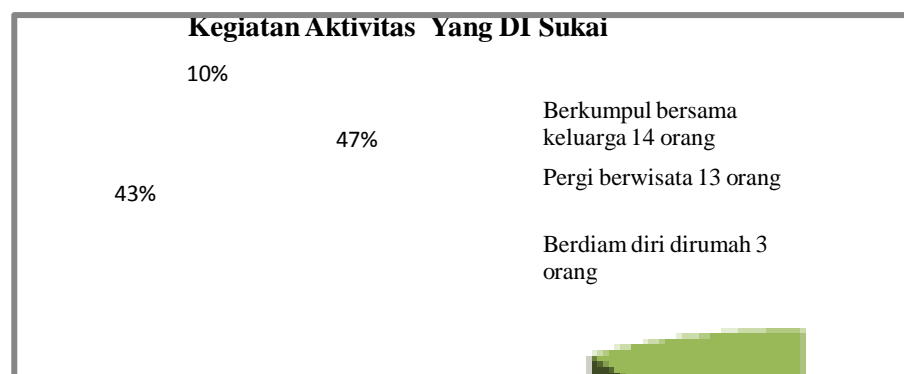 Kegiatan Aktivitas Yang DI Sukai
10%
47%
43%
Berkumpul bersama
keluarga 14 orang
Pergi berwisata 13 orang
Berdiam diri dirumah 3
orang